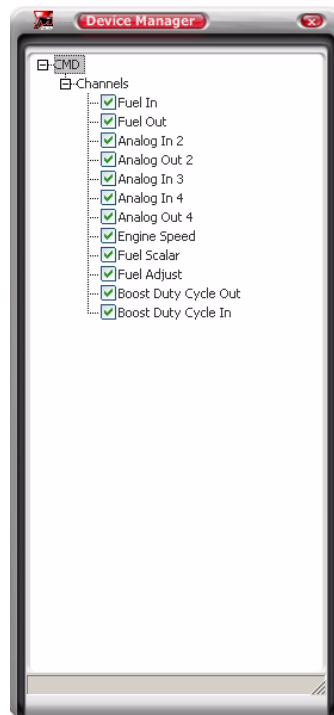 Device Manager
CMD
Channels
Fuel In
Fuel Out
Analog In 2
Analog Out 2
Analog In 3
Analog In 4
Analog Out 4
Engine Speed
Fuel Scalar
Fuel Adjust
Boost Duty Cycle Out
Boost Duty Cycle In